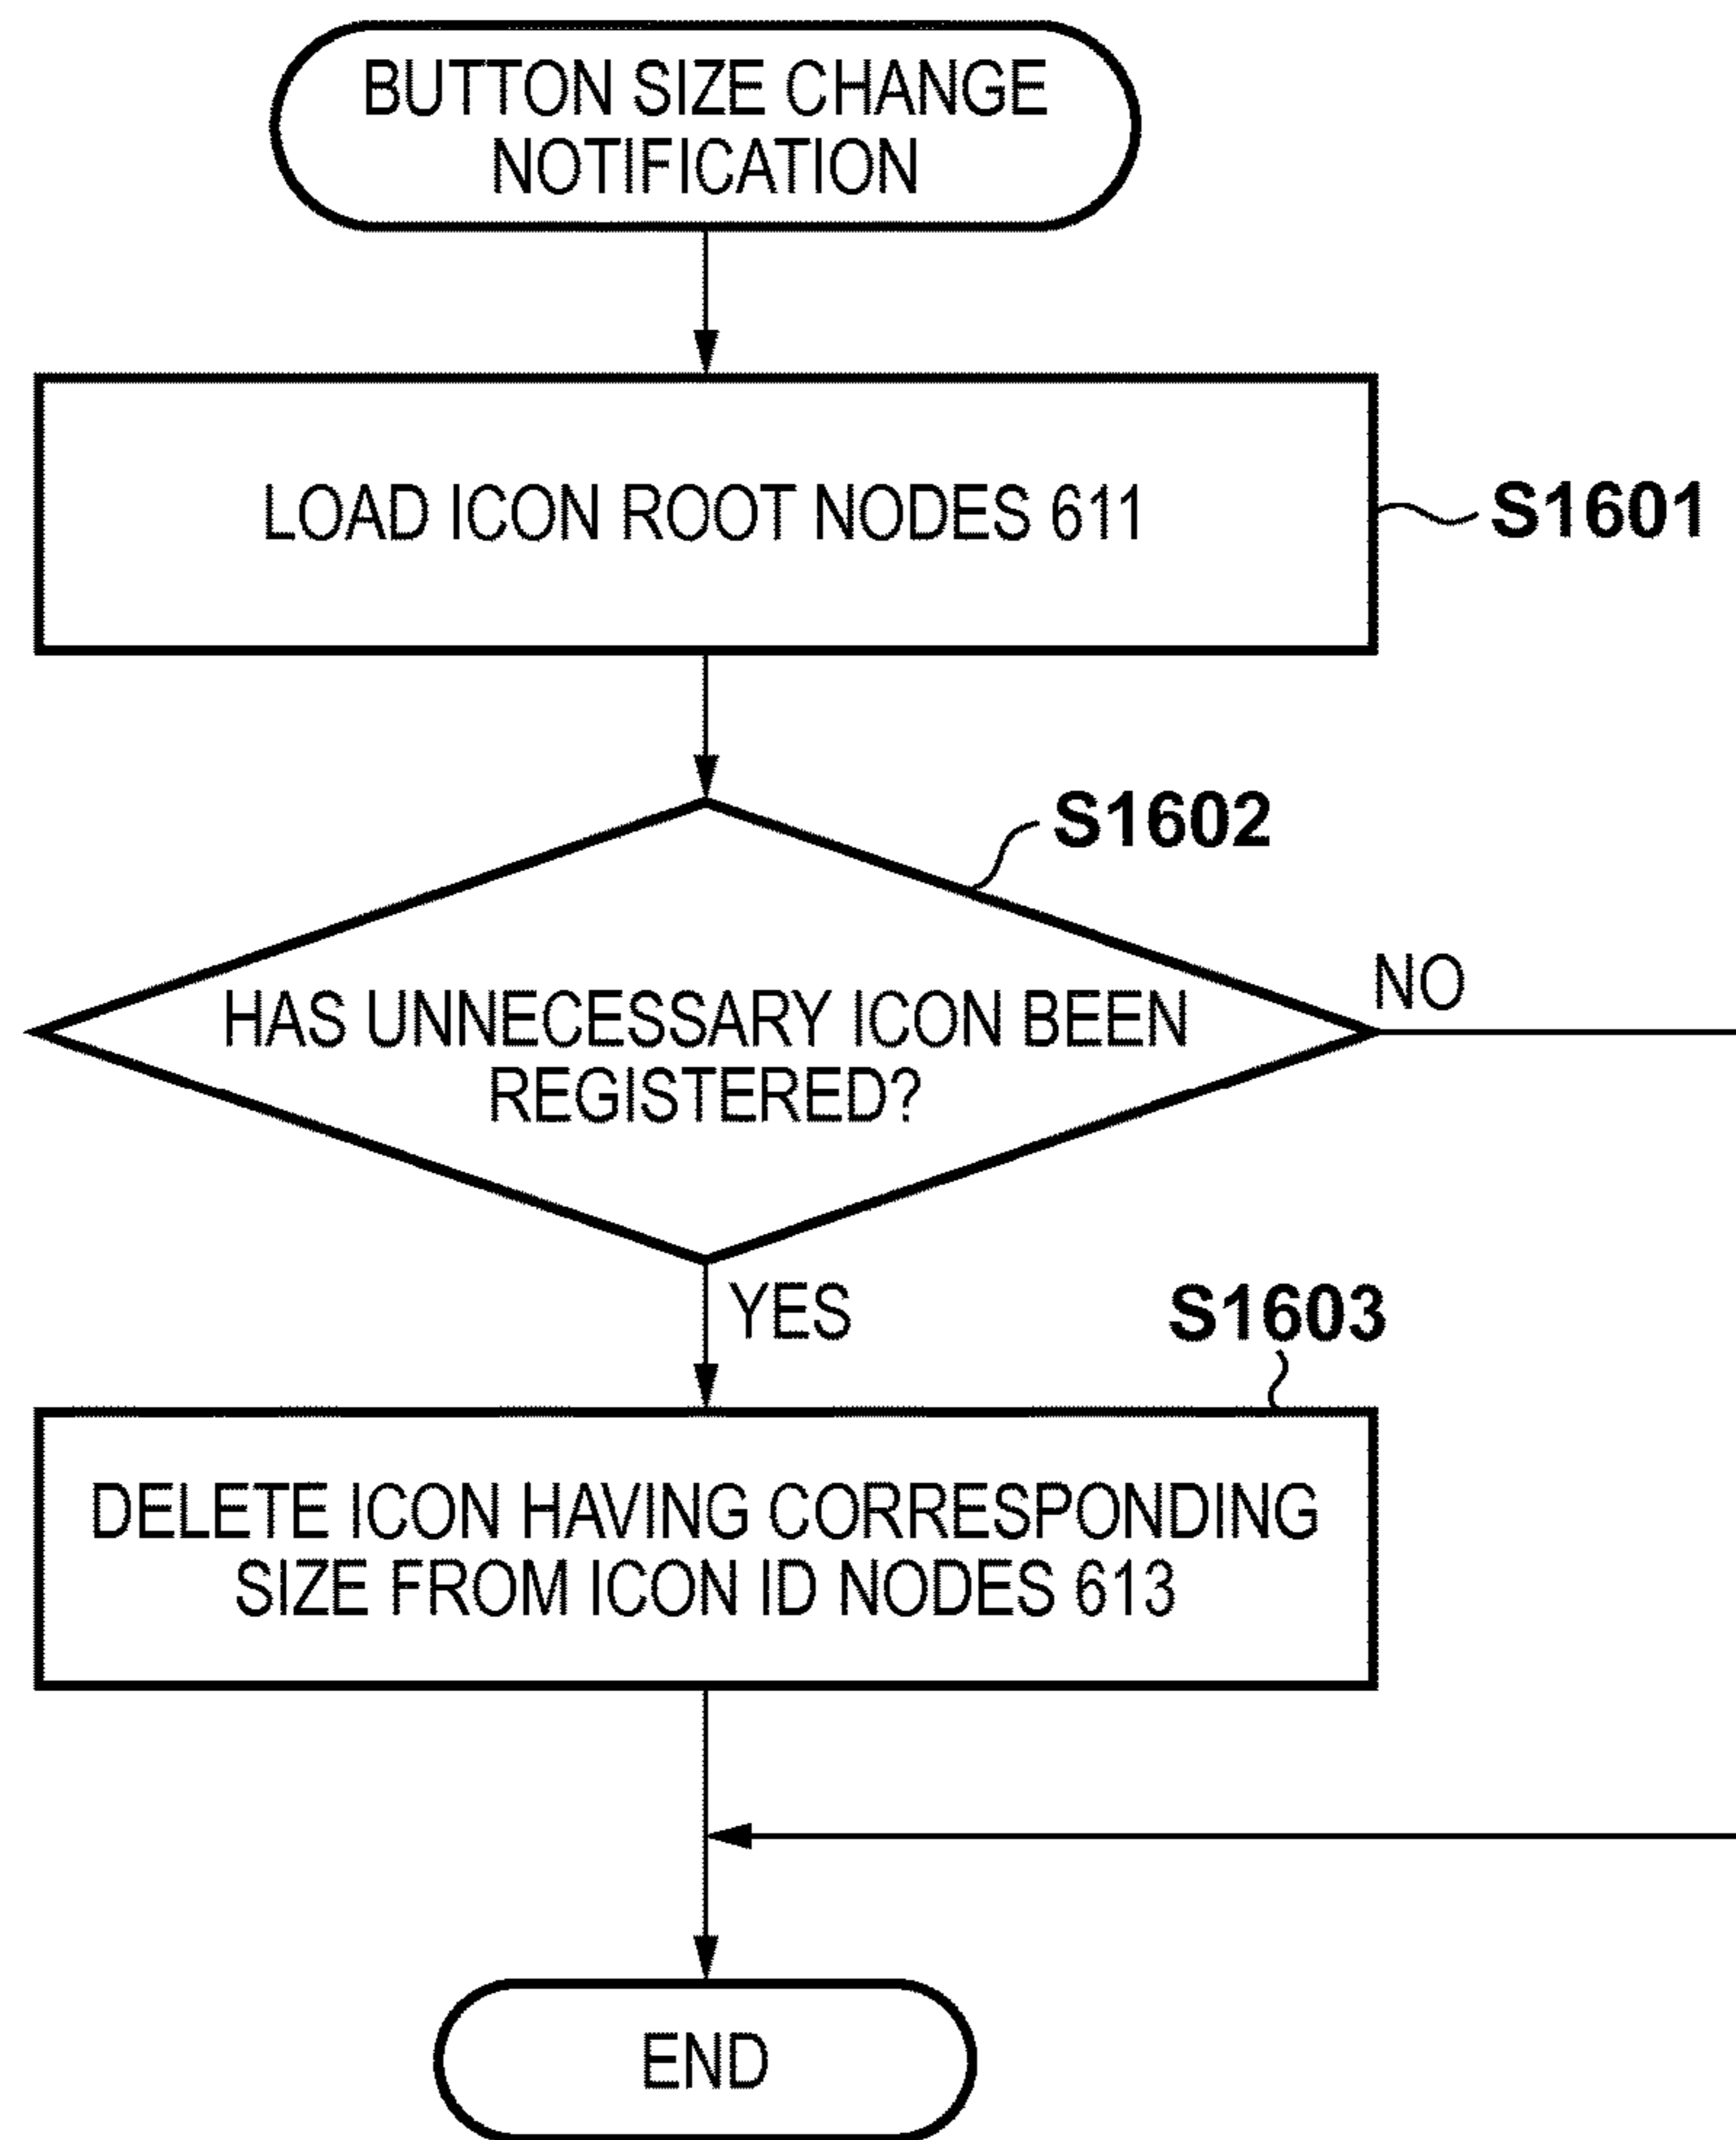 BUTTON SIZE CHANGE
NOTIFICATION
LOAD ICON ROOT NODES 611
S1601
S1602
HAS UNNECESSARY ICON BEEN
REGISTERED?
NO
YES
S1603
DELETE ICON HAVING CORRESPONDING
SIZE FROM ICON ID NODES 613
END